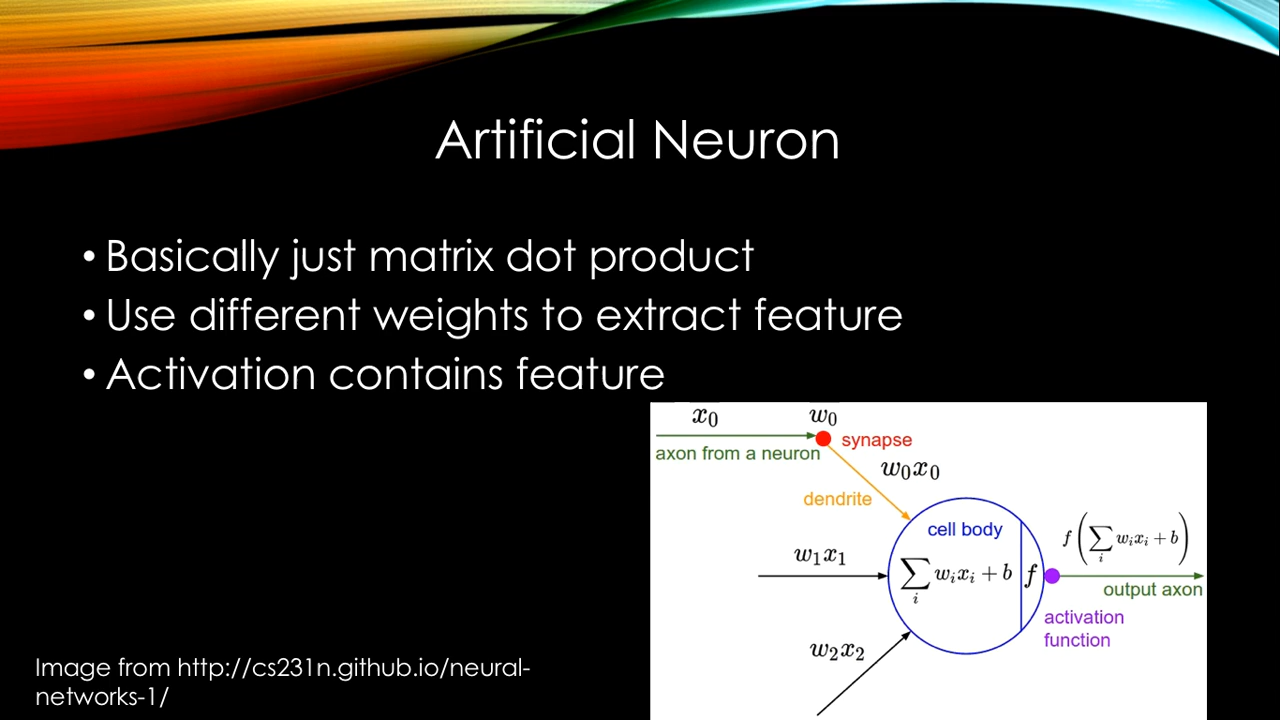 Artificial Neuron
• Basically just matrix dot product
• Use different weights to extract feature
• Activation contains feature
x₀
w₀
synapse
axon from a neuron
w₀x₀
dendrite
cell body
f(∑ᵢ wᵢxᵢ + b)
w₁x₁
∑ᵢ wᵢxᵢ + b
f
output axon
activation
function
w₂x₂
Image from http://cs231n.github.io/neural-
networks-1/